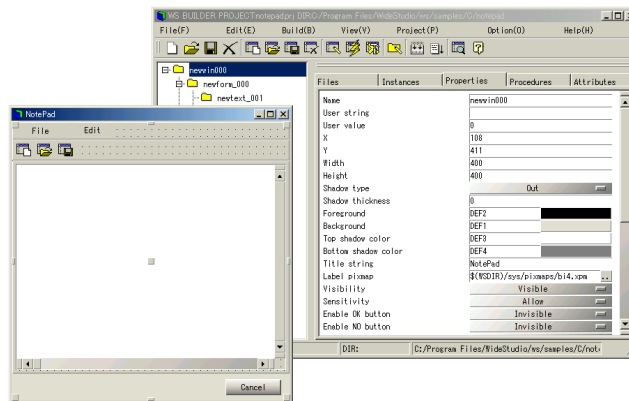 WS BUILDER PROJECT:notepad.prj DIR:C:/Program Files/WideStudio/ws/samples/C/notepad
File(F) Edit(E) Build(B) View(V) Project(P) Option(O) Help(H)
newwin000
newform_000
newtext_001
Files Instances Properties Procedures Attributes
Name newwin000
User string
User value 0
X 108
Y 411
Width 400
Height 400
Shadow type Out
Shadow thickness 0
Foreground DEF2
Background DEF1
Top shadow color DEF3
Bottom shadow color DEF4
Title string NotePad
Label pixmap $(WSDIR)/sys/pixmaps/bi4.xpm ..
Visibility Visible
Sensitivity Allow
Enable OK button Invisible
Enable NO button Invisible
DIR: C:/Program Files/WideStudio/ws/samples/C/note
NotePad
File Edit
Cancel